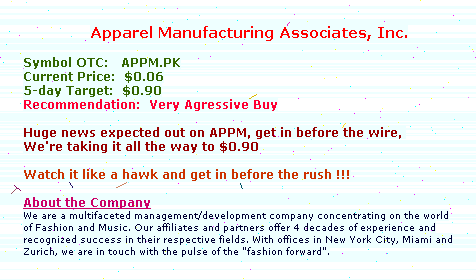 Apparel Manufacturing Associates, Inc.
Symbol OTC: APPM.PK
Current Price: $0.06
5-day Target: $0.90
Recommendation: Very Agressive Buy
Huge news expected out on APPM, get in before the wire,
We're taking it all the way to $0.90
Watch it like a hawk and get in before the rush !!!
About the Company
We are a multifaceted management/development company concentrating on the world
of Fashion and Music. Our affiliates and partners offer 4 decades of experience and
recognized success in their respective fields. With offices in New York City, Miami and
Zurich, we are in touch with the pulse of the "fashion forward".